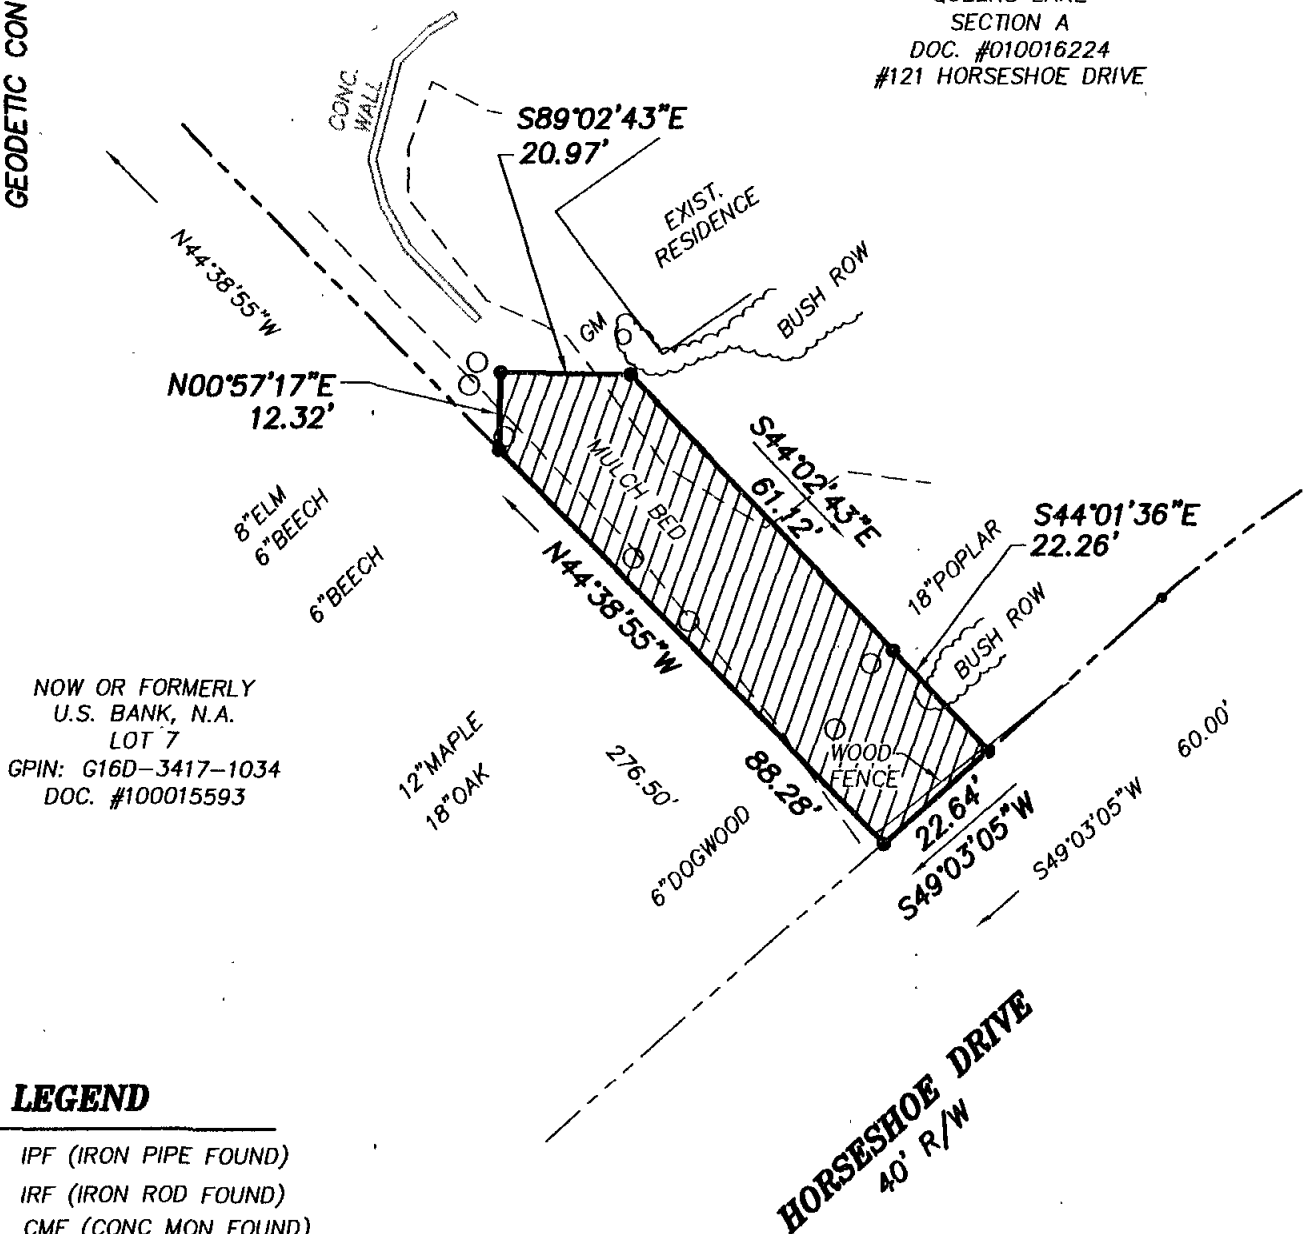 GEODETIC CON
SECTION A
DOC. #010016224
#121 HORSESHOE DRIVE
CONC.
WALL
S89°02'43"E
20.97'
EXIST.
RESIDENCE
BUSH ROW
GM
N44°38'55"W
N00°57'17"E
12.32'
MULCH BED
S44°02'43"E
61.12'
S44°01'36"E
22.26'
8"ELM
6"BEECH
6"BEECH
18"POPLAR
BUSH ROW
N44°38'55"W
88.28'
NOW OR FORMERLY
U.S. BANK, N.A.
LOT 7
GPIN: G16D-3417-1034
DOC. #100015593
12"MAPLE
18"OAK
276.50'
6"DOGWOOD
WOOD
FENCE
22.64'
S49°03'05"W
S49°03'05"W
60.00'
HORSESHOE DRIVE
40' R/W
LEGEND
IPF (IRON PIPE FOUND)
IRF (IRON ROD FOUND)
CMF (CONC MON FOUND)